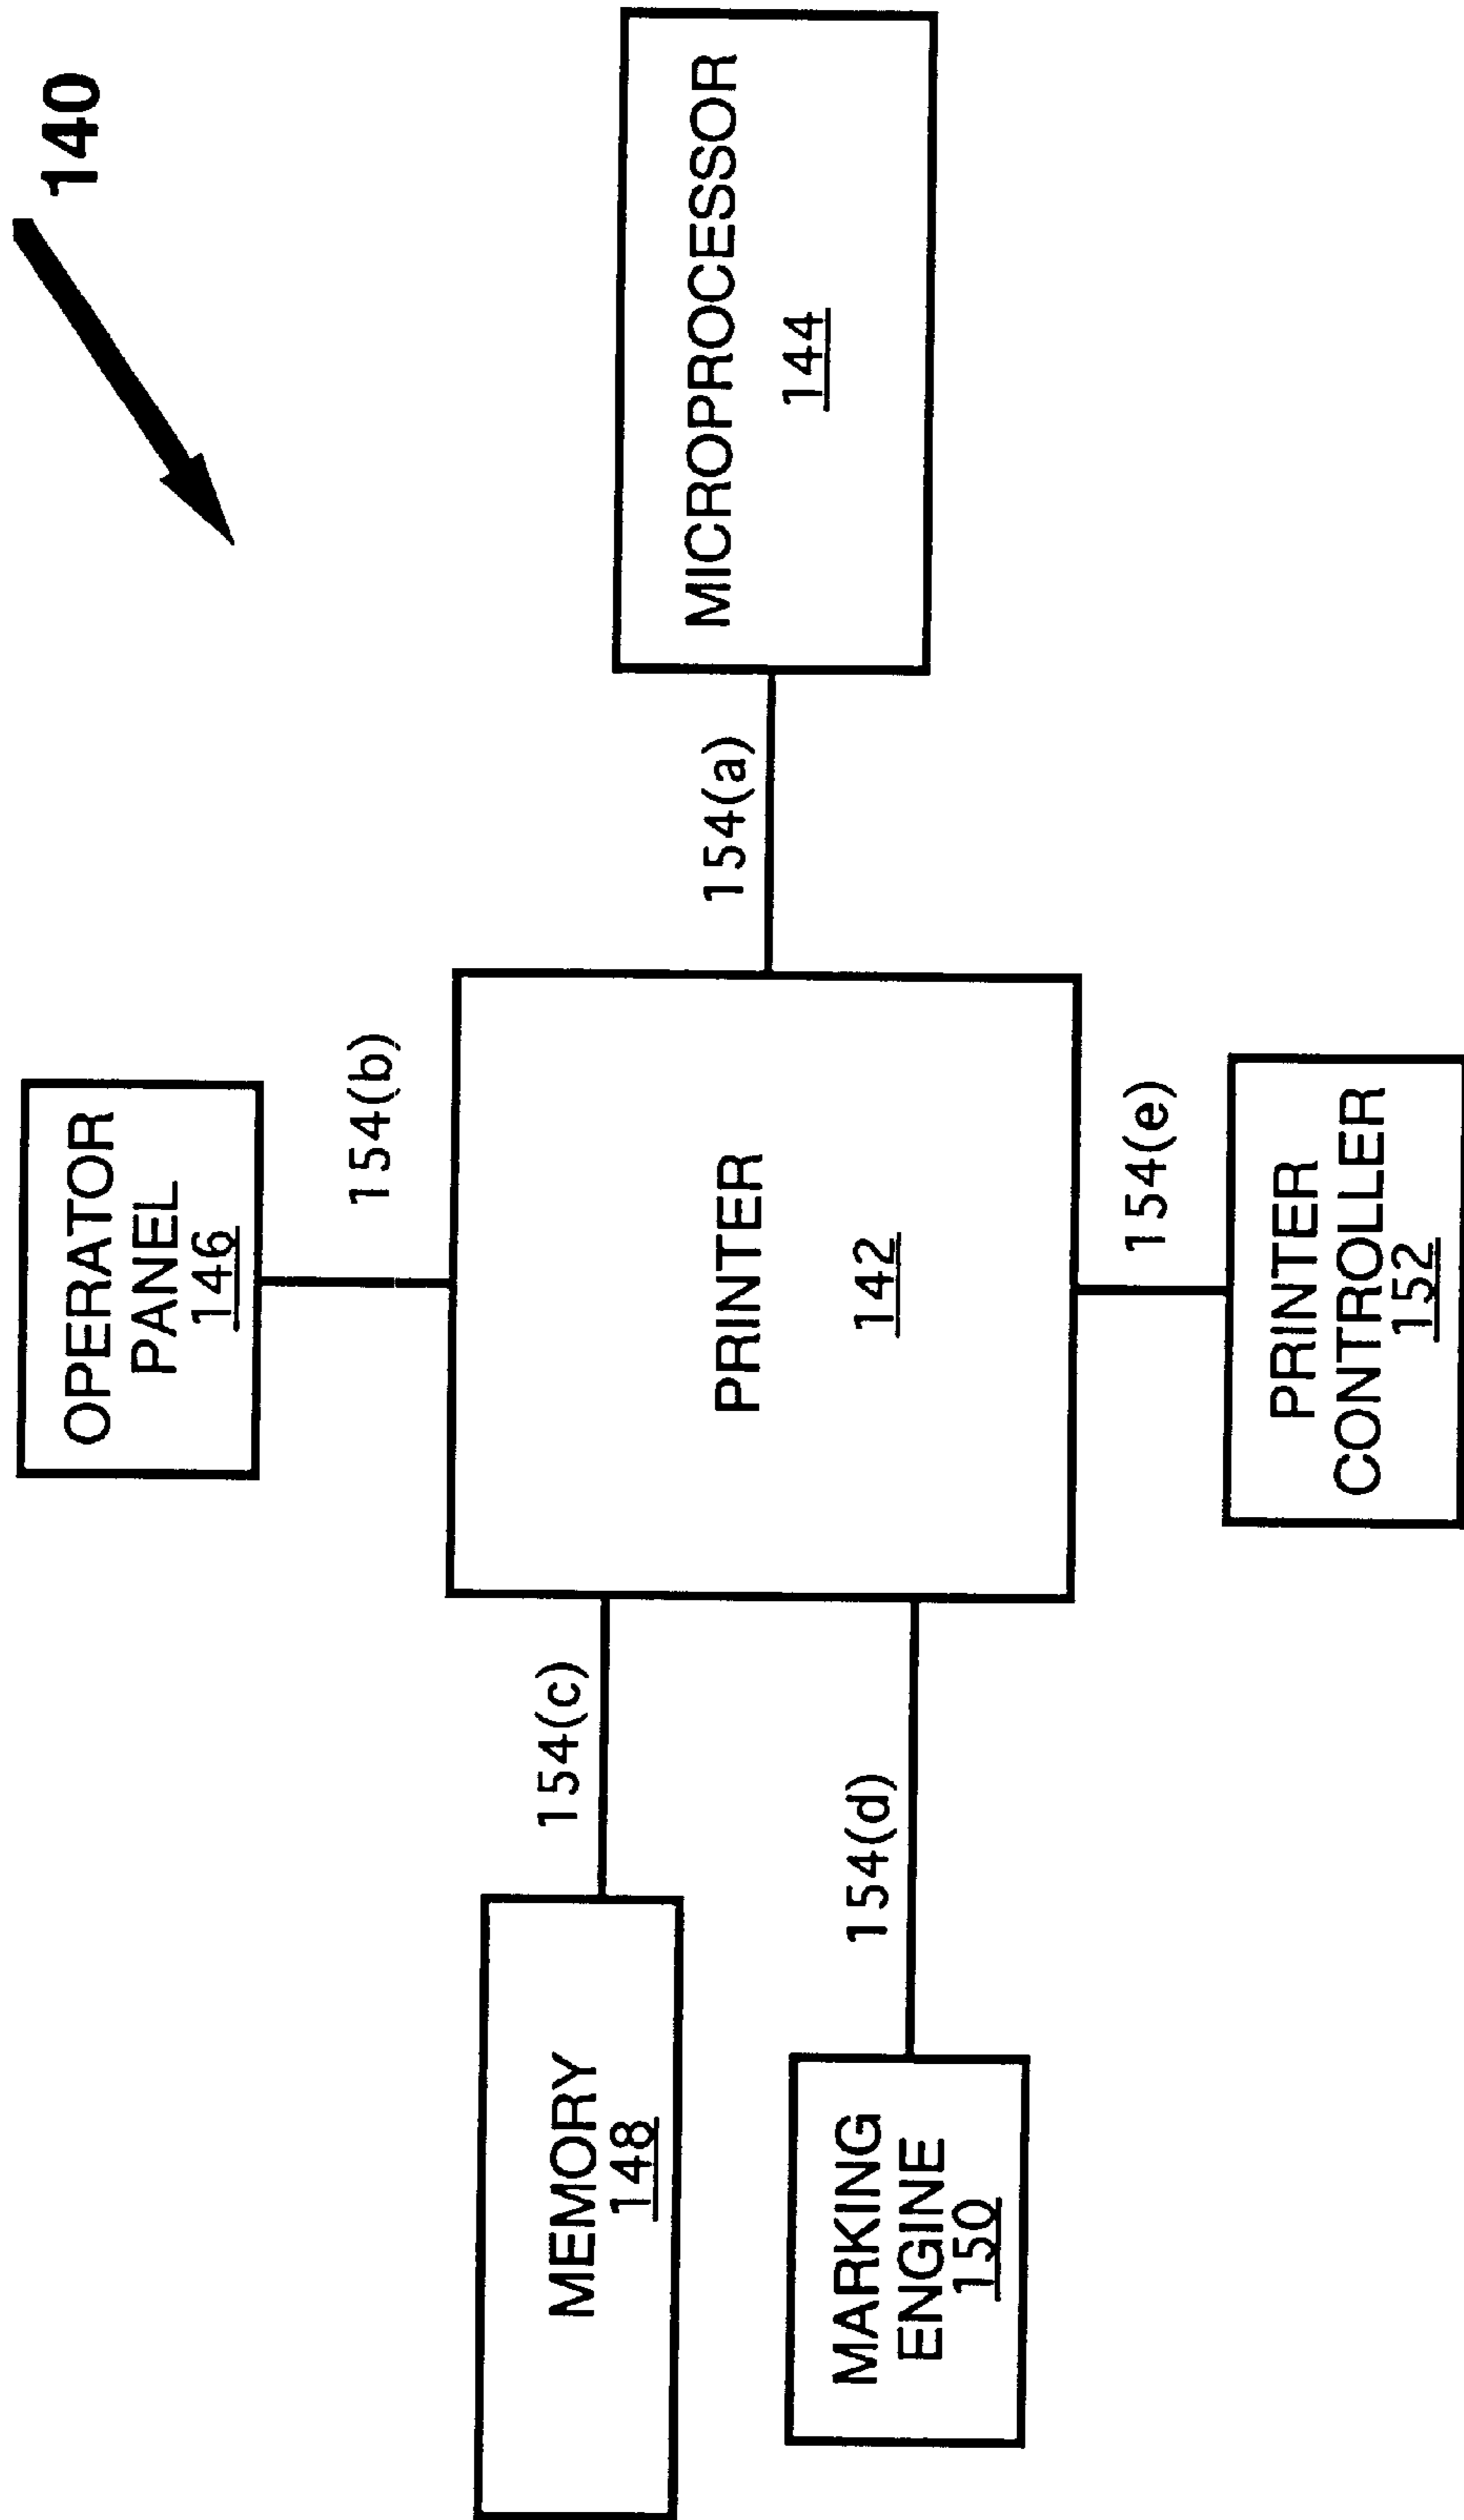 140
OPERATOR
PANEL
146
154(b)
MEMORY
148
154(c)
PRINTER
142
154(a)
MICROPROCESSOR
144
MARKING
ENGINE
150
154(d)
154(e)
PRINTER
CONTROLLER
152